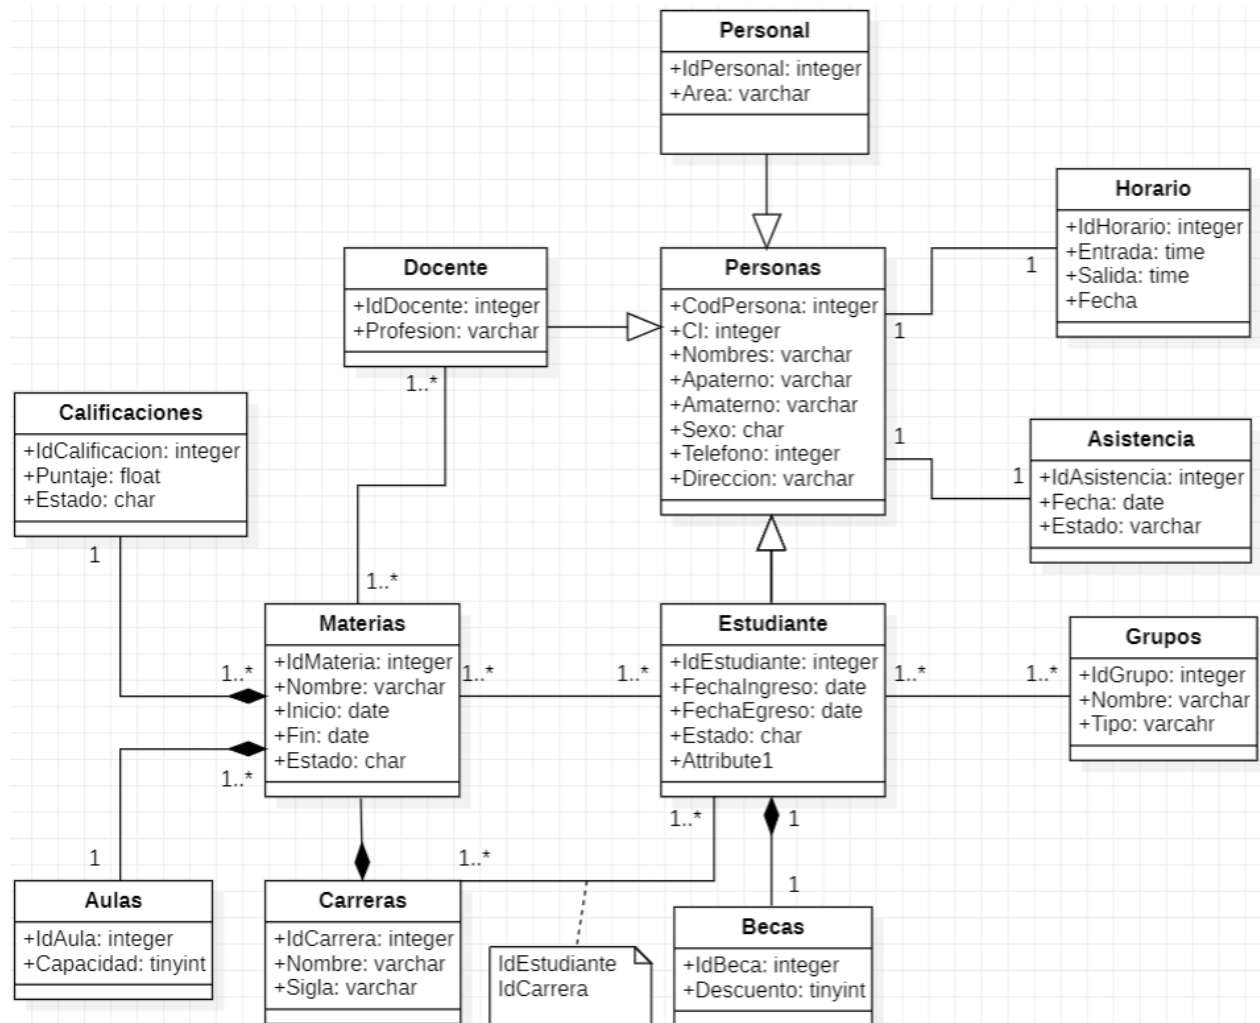 Personal
+IdPersonal: integer
+Area: varchar
Horario
+IdHorario: integer
+Entrada: time
+Salida: time
+Fecha
1
Docente
+IdDocente: integer
+Profesion: varchar
1..*
Personas
+CodPersona: integer
+CI: integer
+Nombres: varchar
+Apaterno: varchar
+Amaterno: varchar
+Sexo: char
+Telefono: integer
+Direccion: varchar
1
1
Calificaciones
+IdCalificacion: integer
+Puntaje: float
+Estado: char
1
Asistencia
+IdAsistencia: integer
+Fecha: date
+Estado: varchar
1
1..*
Materias
+IdMateria: integer
+Nombre: varchar
+Inicio: date
+Fin: date
+Estado: char
1..*
1..*
1..*
1..*
Estudiante
+IdEstudiante: integer
+FechaIngreso: date
+FechaEgreso: date
+Estado: char
+Attribute1
1..*
1..*
Grupos
+IdGrupo: integer
+Nombre: varchar
+Tipo: varcahr
1..*
1
1..*
1
1
Aulas
+IdAula: integer
+Capacidad: tinyint
Carreras
+IdCarrera: integer
+Nombre: varchar
+Sigla: varchar
IdEstudiante
IdCarrera
Becas
+IdBeca: integer
+Descuento: tinyint